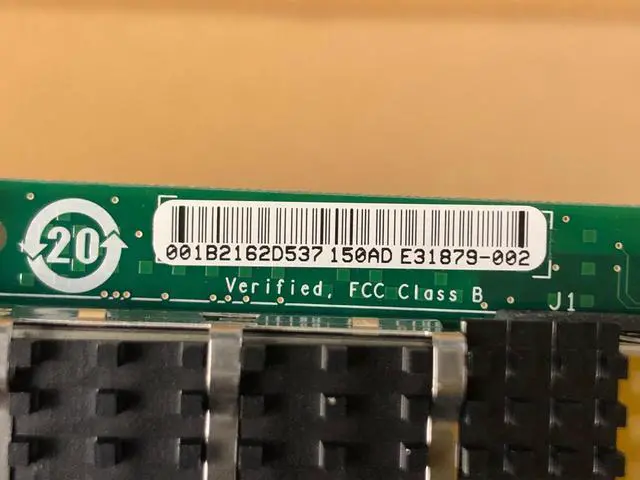 20
001B2162D537 150AD E31879-002
Verified, FCC Class B
J1